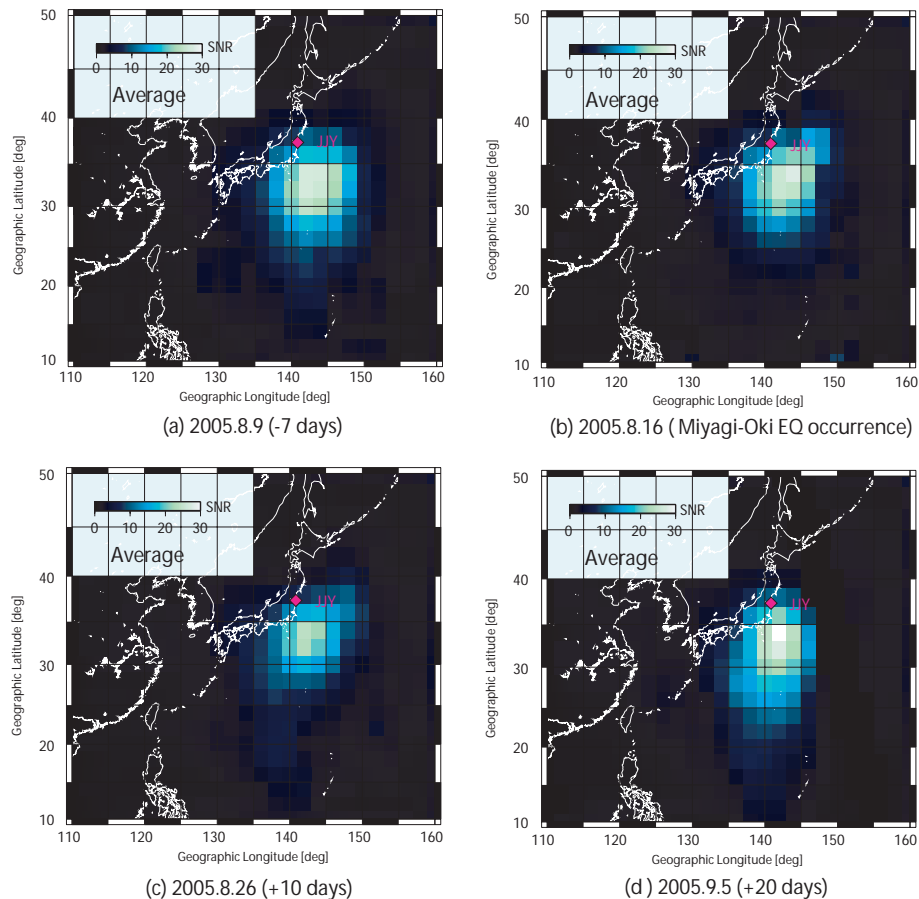 50
SNR
0 10 20 30
Average
40
JJY
30
20
10
Geographic Latitude [deg]
110 120 130 140 150 160
Geographic Longitude [deg]
(a) 2005.8.9 (-7 days)
50
SNR
0 10 20 30
Average
40
JJY
30
20
10
Geographic Latitude [deg]
110 120 130 140 150 160
Geographic Longitude [deg]
(b) 2005.8.16 ( Miyagi-Oki EQ occurrence)
50
SNR
0 10 20 30
Average
40
JJY
30
20
10
Geographic Latitude [deg]
110 120 130 140 150 160
Geographic Longitude [deg]
(c) 2005.8.26 (+10 days)
50
SNR
0 10 20 30
Average
40
JJY
30
20
10
Geographic Latitude [deg]
110 120 130 140 150 160
Geographic Longitude [deg]
(d ) 2005.9.5 (+20 days)